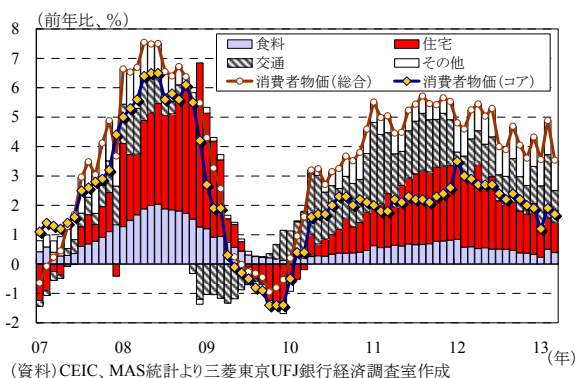 (前年比、%)
8
7
6
5
4
3
2
1
0
-1
-2
食料
住宅
交通
その他
消費者物価(総合)
消費者物価(コア)
07
08
09
10
11
12
13
(年)
(資料)CEIC、MAS統計より三菱東京UFJ銀行経済調査室作成